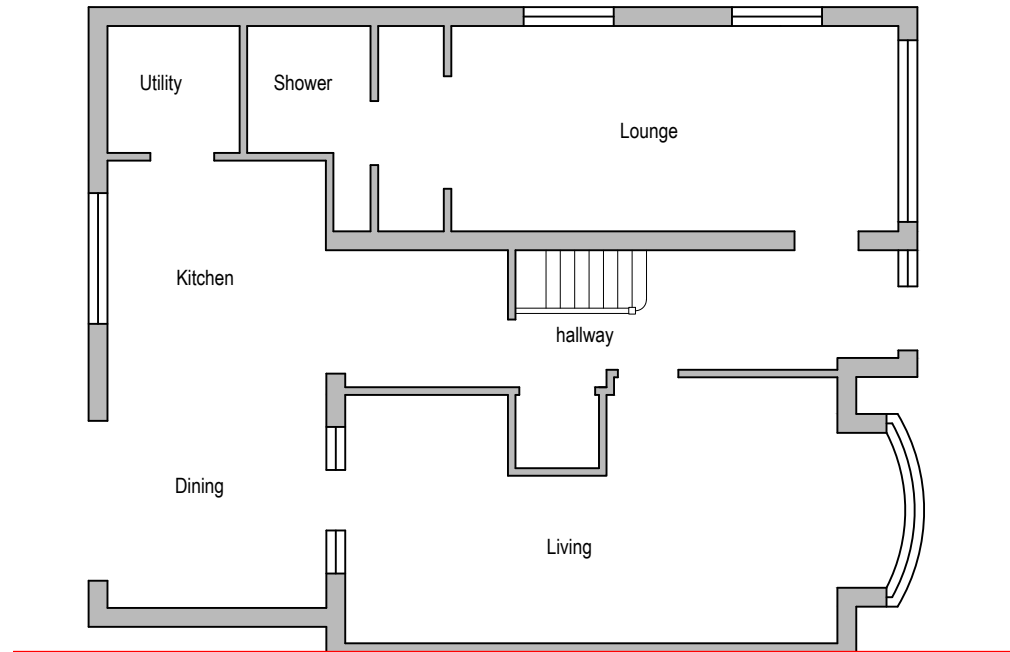 Utility
Shower
Lounge
Kitchen
hallway
Dining
Living